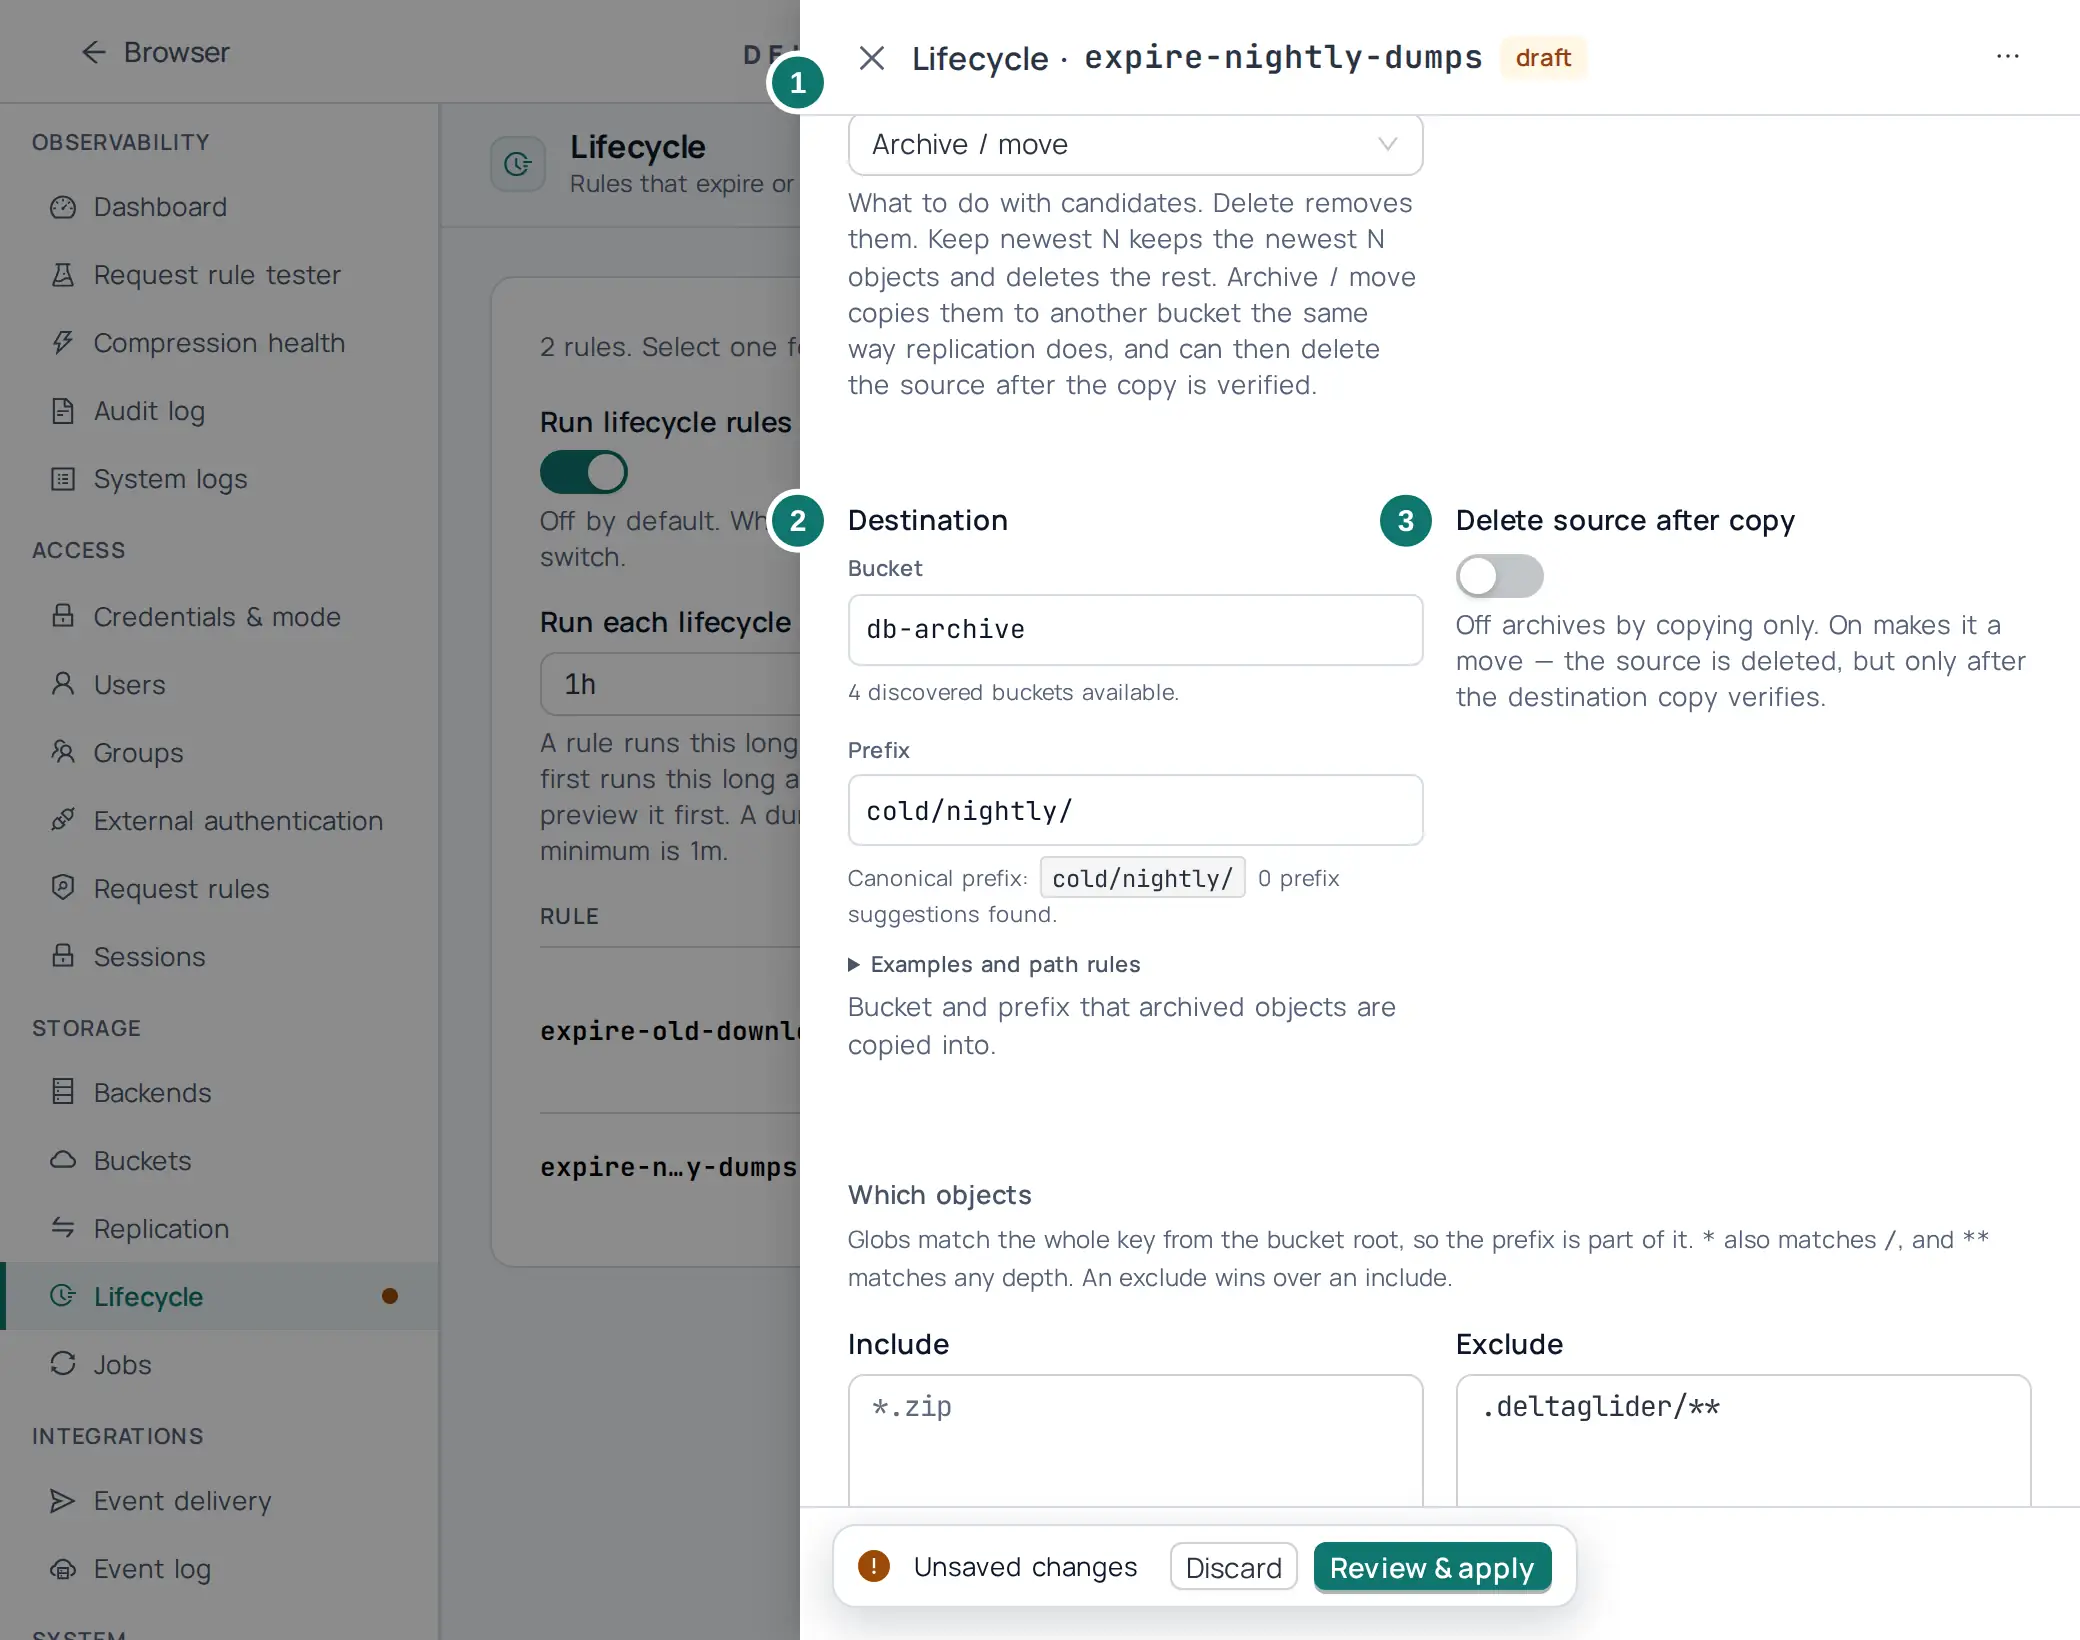 Browser
OBSERVABILITY
Dashboard
Request rule tester
Compression health
Audit log
System logs
ACCESS
Credentials & mode
Users
Groups
External authentication
Request rules
Sessions
STORAGE
Backends
Buckets
Replication
Lifecycle
Jobs
INTEGRATIONS
Event delivery
Event log
SYSTEM
Lifecycle
Rules that expire or
2 rules. Select one
Run lifecycle rules
Off by default.
switch.
Run each lifecycle
1h
A rule runs this long
first runs this long a
preview it first. A
minimum is 1m.
RULE
expire-old-downl
expire-n…y-dumps
1
Lifecycle · expire-nightly-dumps draft
Archive / move
What to do with candidates. Delete removes
them. Keep newest N keeps the newest N
objects and deletes the rest. Archive / move
copies them to another bucket the same
way replication does, and can then delete
the source after the copy is verified.
2 Destination
Bucket
db-archive
4 discovered buckets available.
Prefix
cold/nightly/
Canonical prefix: cold/nightly/ 0 prefix
suggestions found.
Examples and path rules
Bucket and prefix that archived objects are
copied into.
3 Delete source after copy
Off archives by copying only. On makes it a
move — the source is deleted, but only after
the destination copy verifies.
Which objects
Globs match the whole key from the bucket root, so the prefix is part of it. * also matches /, and **
matches any depth. An exclude wins over an include.
Include
*.zip
Exclude
.deltaglider/**
! Unsaved changes Discard Review & apply